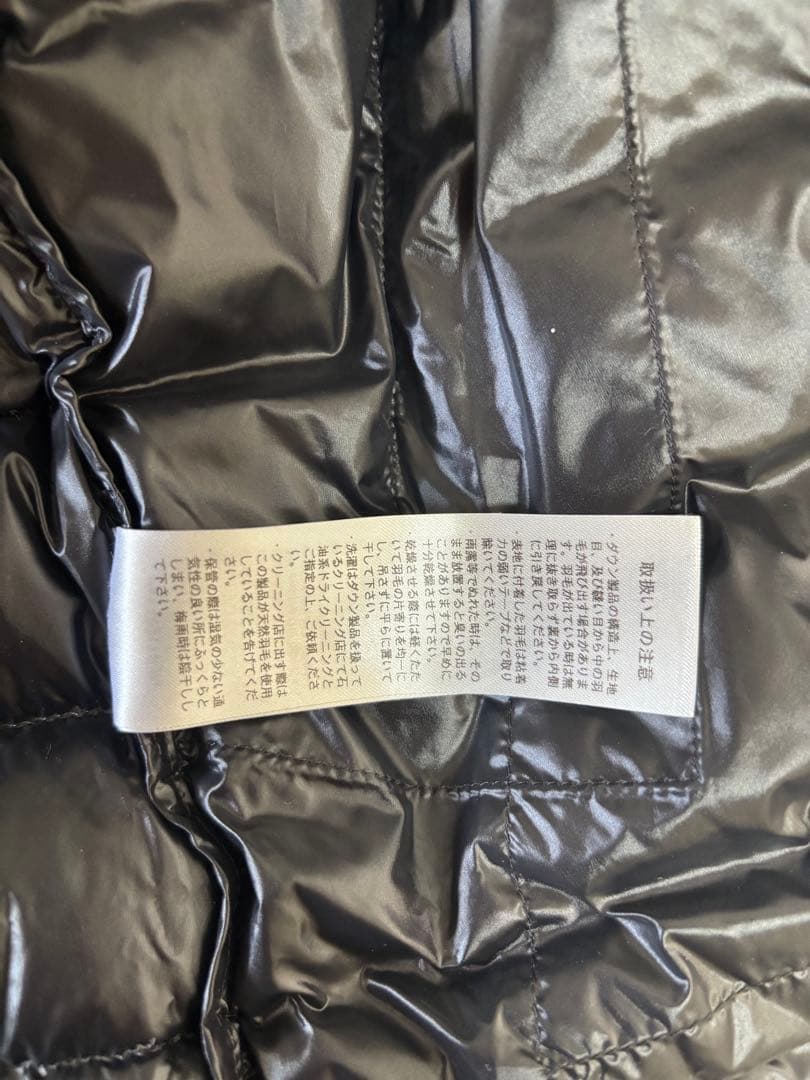 取扱い上の注意
・ダウン製品の構造上、生地
目、及び縫い目から中の羽
毛が飛び出す場合がありま
す。羽毛が出ている時は無
理に抜き取らず裏から内側
に引き戻してください。
表地に付着した羽毛は粘着
力の弱いテープなどで取り
除いてください。
・雨露等でぬれた時は、その
まま放置すると臭いの出る
ことがありますので早めに
十分乾燥させて下さい。
・乾燥させる際には軽くたた
いて羽毛の片寄りを均一に
し、吊さずに平らに置いて
干して下さい。
・洗濯はダウン製品を扱って
いるクリーニング店にて石
油系ドライクリーニングと
ご指定の上、ご依頼くださ
い。
・クリーニング店に出す際は
この製品が天然羽毛を使用
していることを告げてくだ
さい。
・保管の際は湿気の少ない通
気性の良い所にふっくらと
しまい、梅雨時は陰干しし
て下さい。